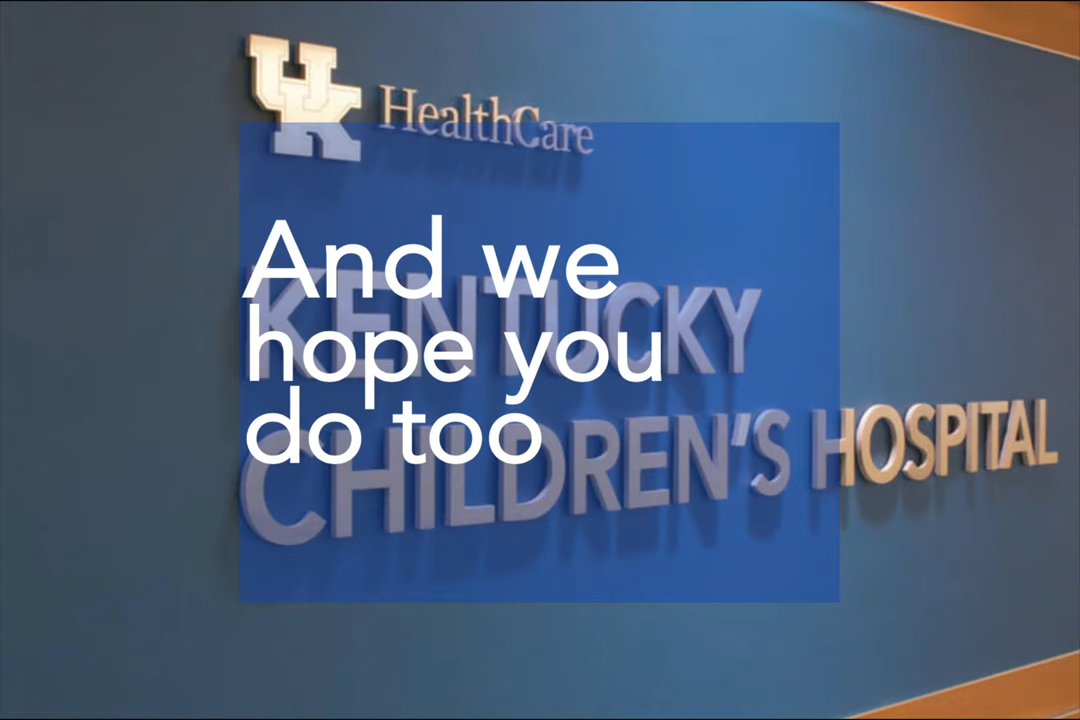 UK HealthCare
KENTUCKY
CHILDREN'S HOSPITAL
And we
hope you
do too